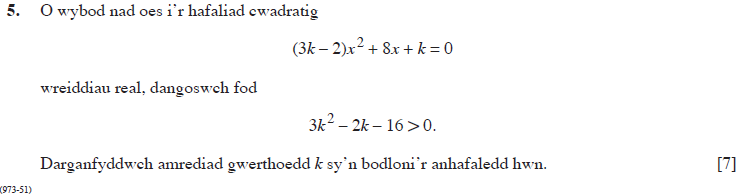 5. O wybod nad oes i'r hafaliad cwadratig
(3k – 2)x² + 8x + k = 0
wreiddiau real, dangoswch fod
3k² – 2k – 16 > 0.
Darganfyddwch amrediad gwerthoedd k sy'n bodloni'r anhafaledd hwn. [7]
(973-51)